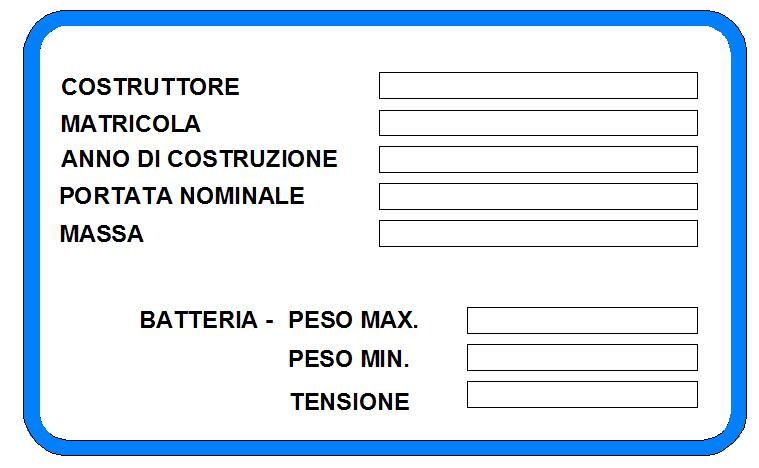 COSTRUTTORE
MATRICOLA
ANNO DI COSTRUZIONE
PORTATA NOMINALE
MASSA
BATTERIA - PESO MAX.
PESO MIN.
TENSIONE